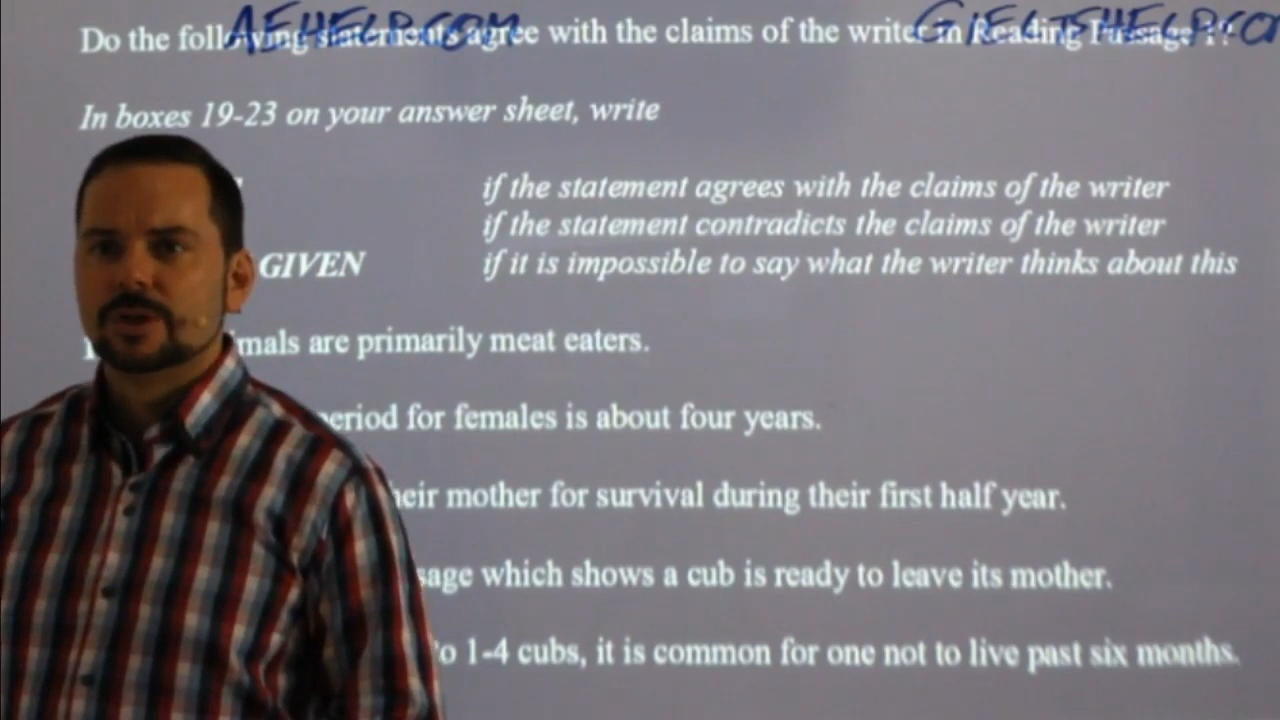 AEHELP.COM
GIELTSHELP.CO
Do the following statements agree with the claims of the writer in Reading Passage 1?
In boxes 19-23 on your answer sheet, write
if the statement agrees with the claims of the writer
if the statement contradicts the claims of the writer
GIVEN if it is impossible to say what the writer thinks about this
are primarily meat eaters.
for females is about four years.
mother for survival during their first half year.
which shows a cub is ready to leave its mother.
1-4 cubs, it is common for one not to live past six months.